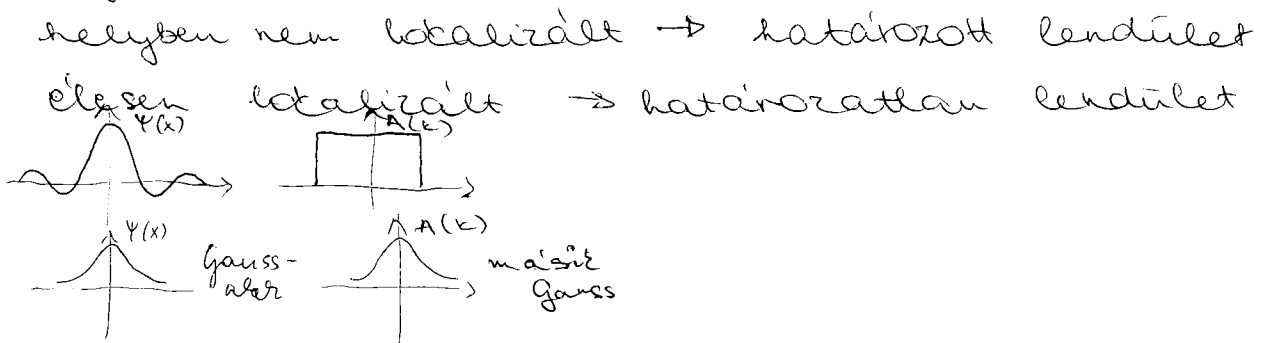 helyben nem lokalizált → határozott lendület
élesen lokalizált → határozatlan lendület
Ψ(x) A(k)
Ψ(x) Gauss- A(k) másik
alak Gauss